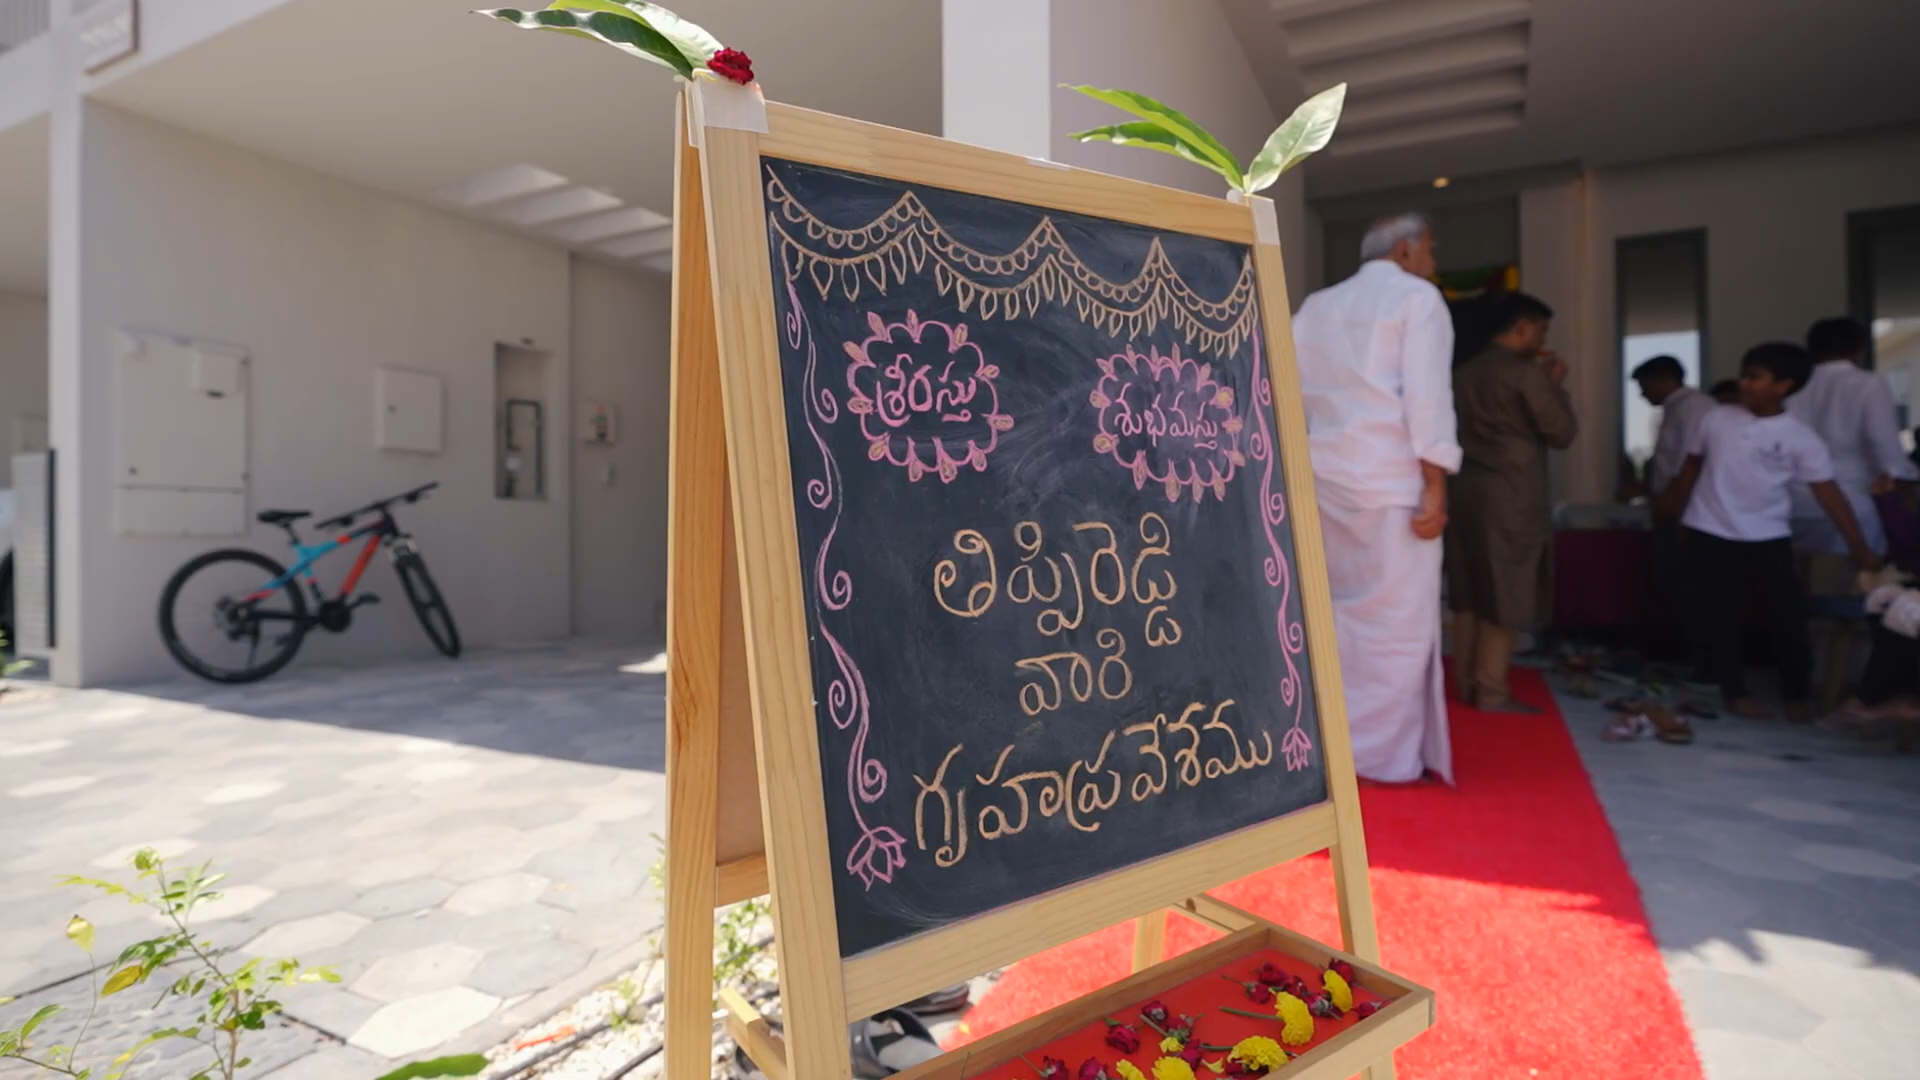 శ్రీరస్తు
శుభమస్తు
తిప్పిరెడ్డి
వారి
గృహప్రవేశము